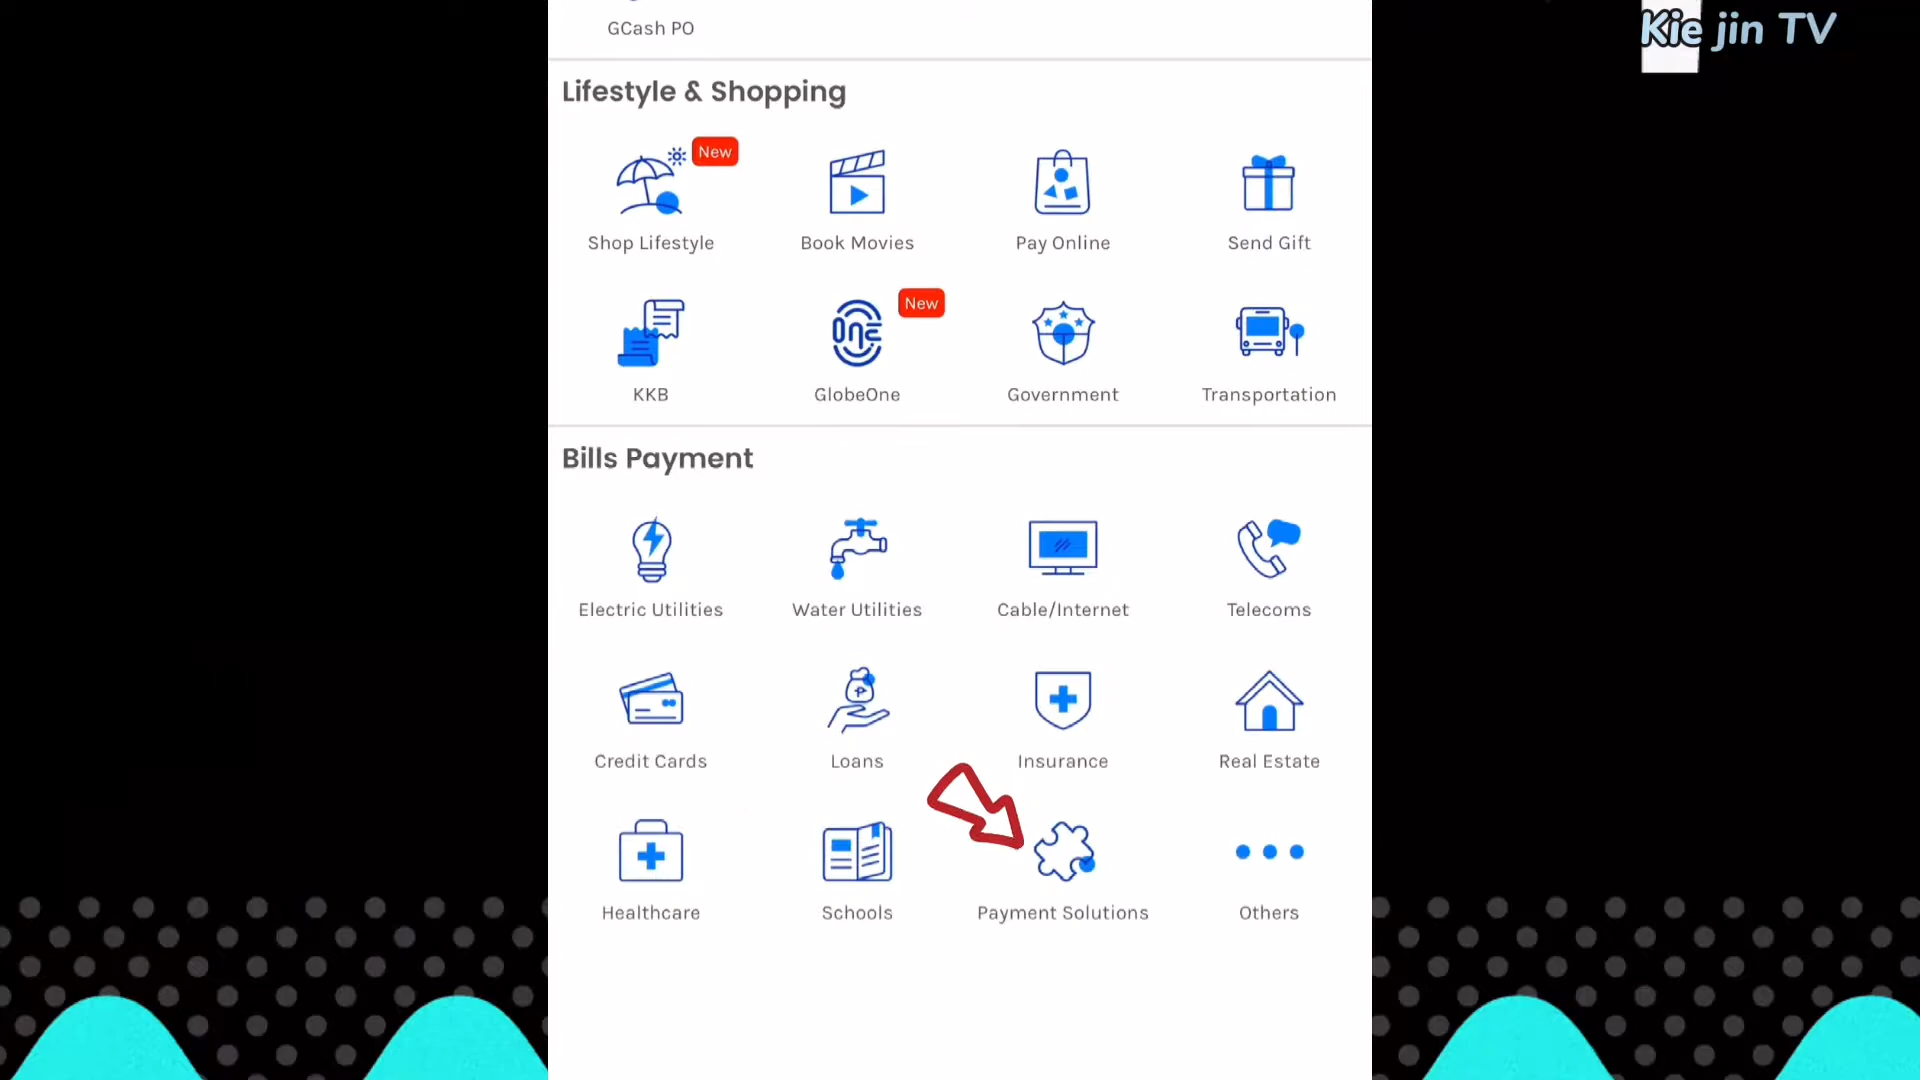 Kie jin TV
GCash PO
Lifestyle & Shopping
New
Shop Lifestyle
Book Movies
Pay Online
Send Gift
New
ONE
KKB
GlobeOne
Government
Transportation
Bills Payment
Electric Utilities
Water Utilities
Cable/Internet
Telecoms
₱
Credit Cards
Loans
Insurance
Real Estate
Healthcare
Schools
Payment Solutions
Others